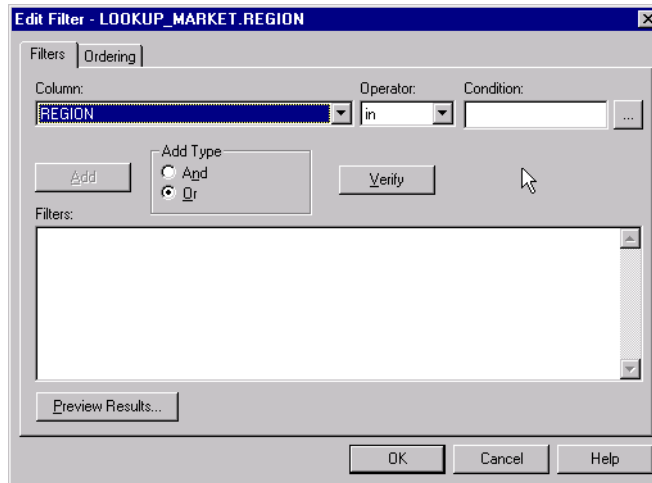 Edit Filter - LOOKUP_MARKET.REGION
Filters Ordering
Column: Operator: Condition:
REGION in ...
Add Type
Add And Verify
Or
Filters:
Preview Results...
OK Cancel Help